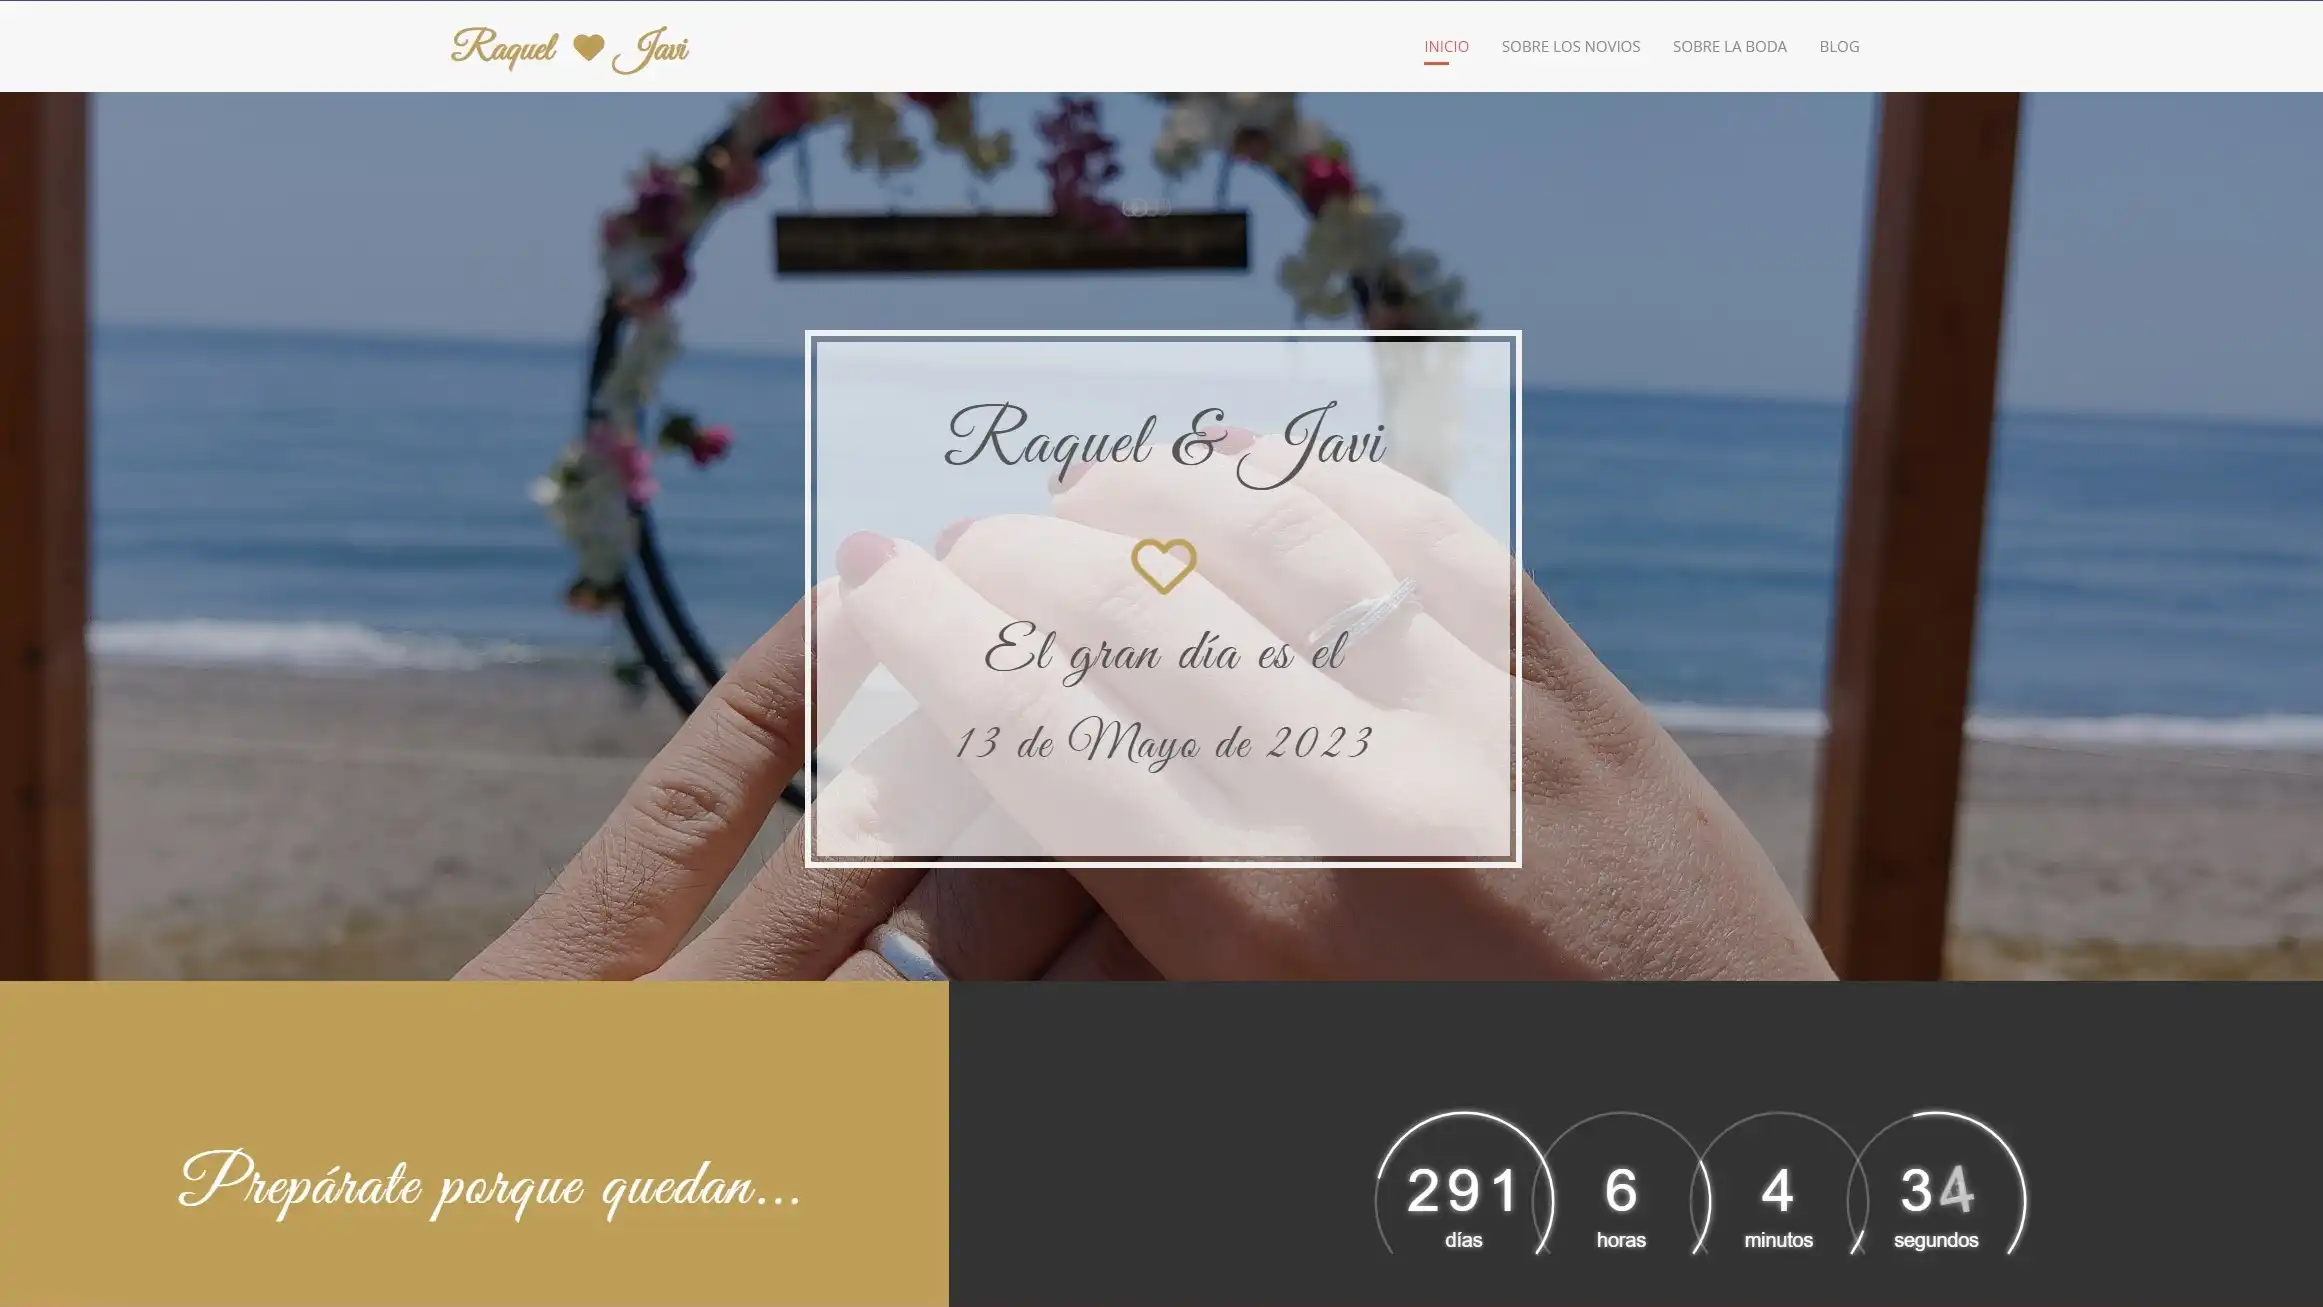 Raquel Javi
INICIO SOBRE LOS NOVIOS SOBRE LA BODA BLOG
Raquel & Javi
El gran día es el
13 de Mayo de 2023
Prepárate porque quedan...
291 6 4 34
días horas minutos segundos